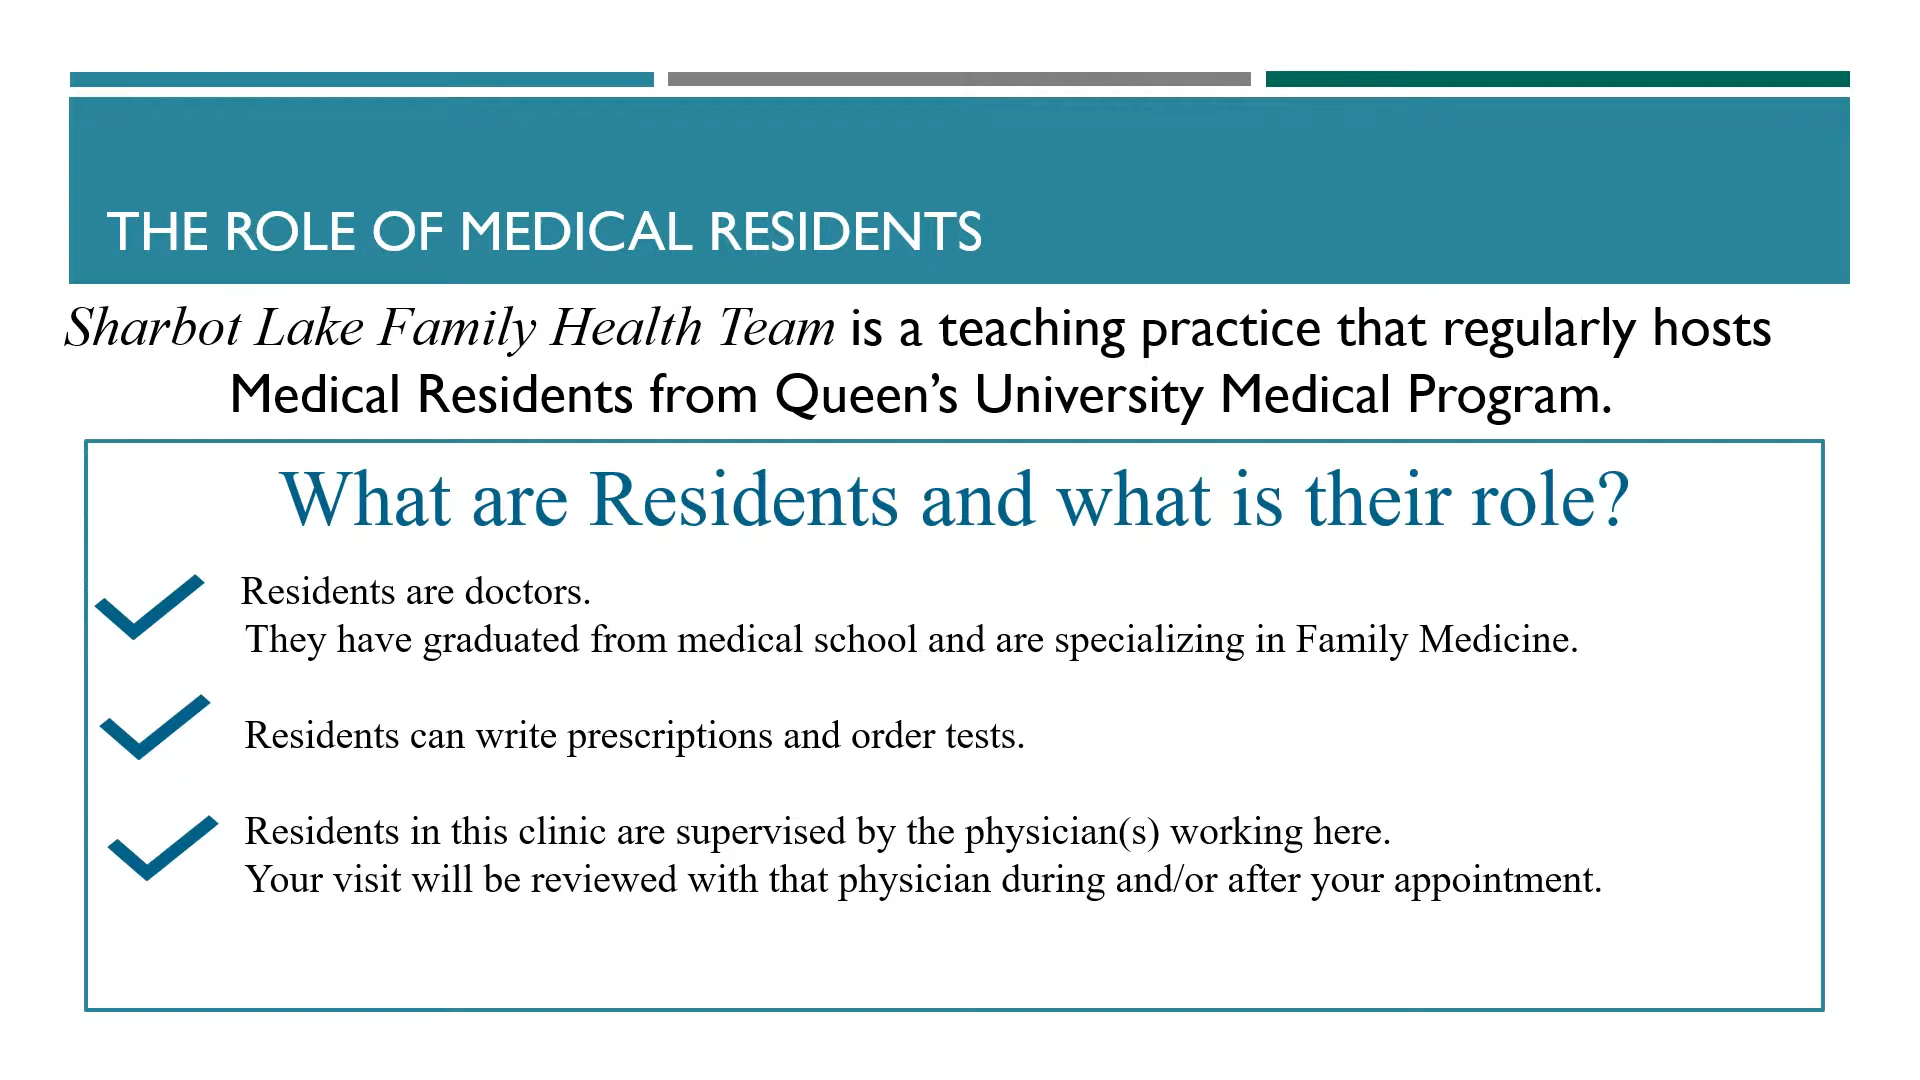 THE ROLE OF MEDICAL RESIDENTS
Sharbot Lake Family Health Team is a teaching practice that regularly hosts
Medical Residents from Queen’s University Medical Program.
What are Residents and what is their role?
Residents are doctors.
They have graduated from medical school and are specializing in Family Medicine.
Residents can write prescriptions and order tests.
Residents in this clinic are supervised by the physician(s) working here.
Your visit will be reviewed with that physician during and/or after your appointment.